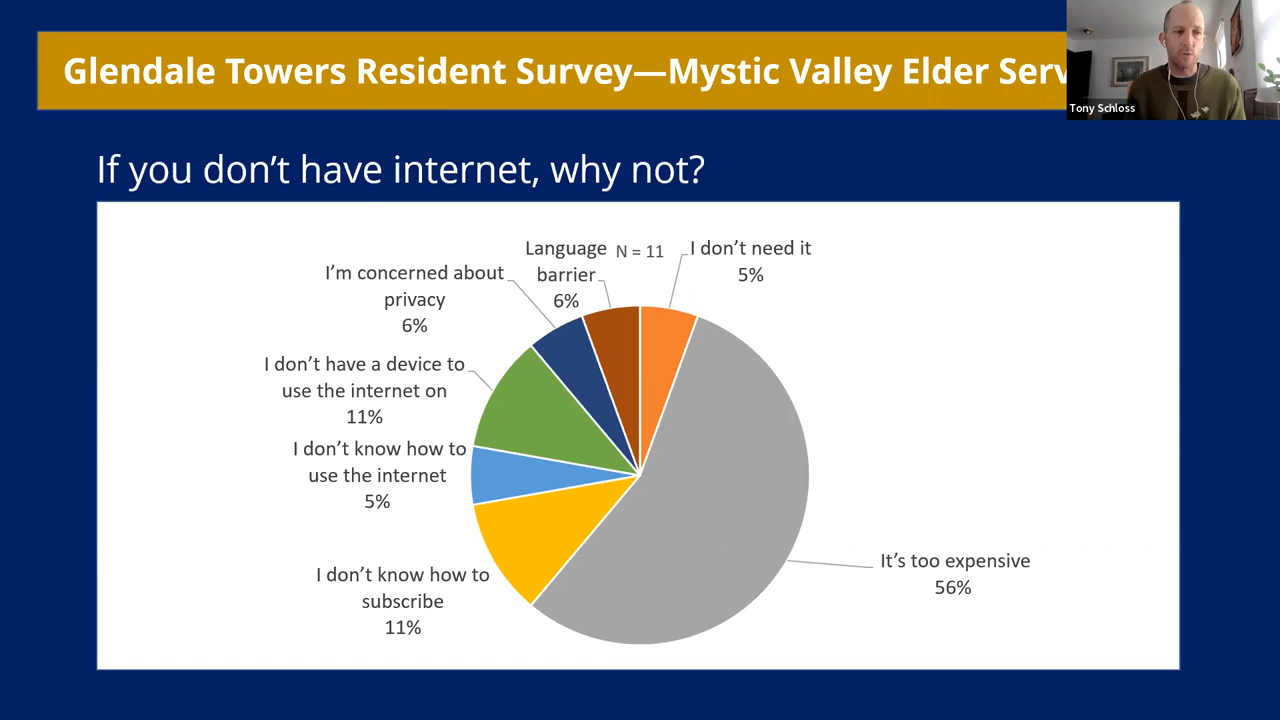 Glendale Towers Resident Survey—Mystic Valley Elder Serv
Tony Schloss
If you don't have internet, why not?
N = 11
I don't need it
5%
It's too expensive
56%
I don't know how to
subscribe
11%
I don't know how to
use the internet
5%
I don't have a device to
use the internet on
11%
I'm concerned about
privacy
6%
Language
barrier
6%